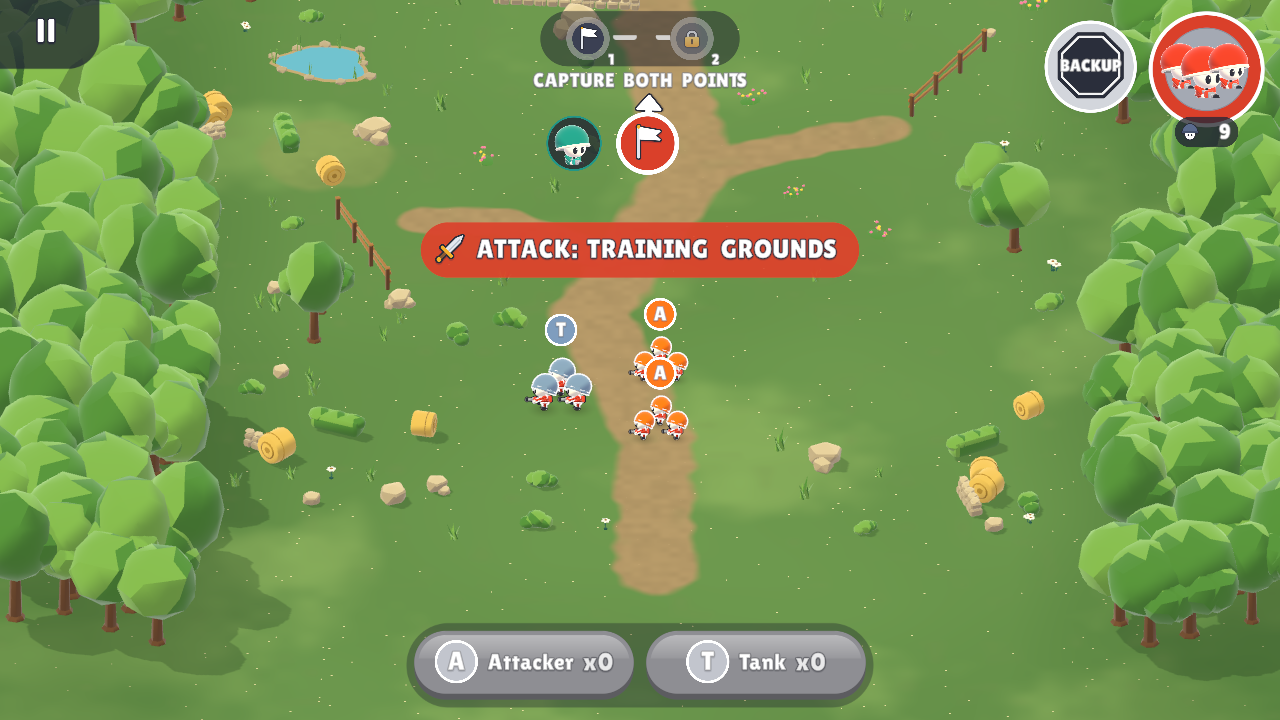 1
2
CAPTURE BOTH POINTS
BACKUP
9
ATTACK: TRAINING GROUNDS
T
A
A
A Attacker x0
T Tank x0